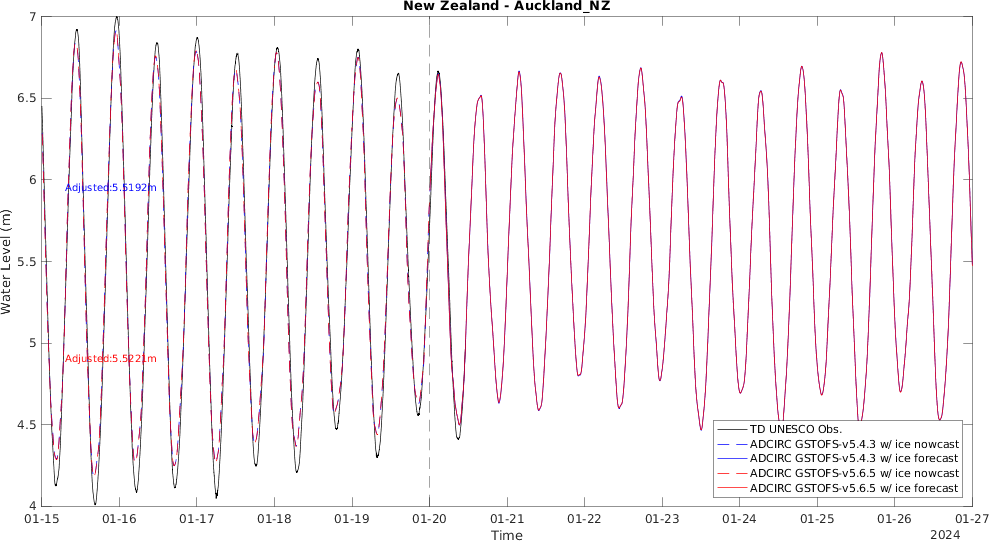 New Zealand - Auckland_NZ
7
6.5
6
5.5
5
4.5
4
Water Level (m)
Adjusted:5.5192m
Adjusted:5.5221m
TD UNESCO Obs.
ADCIRC GSTOFS-v5.4.3 w/ ice nowcast
ADCIRC GSTOFS-v5.4.3 w/ ice forecast
ADCIRC GSTOFS-v5.6.5 w/ ice nowcast
ADCIRC GSTOFS-v5.6.5 w/ ice forecast
01-15 01-16 01-17 01-18 01-19 01-20 01-21 01-22 01-23 01-24 01-25 01-26 01-27
Time
2024